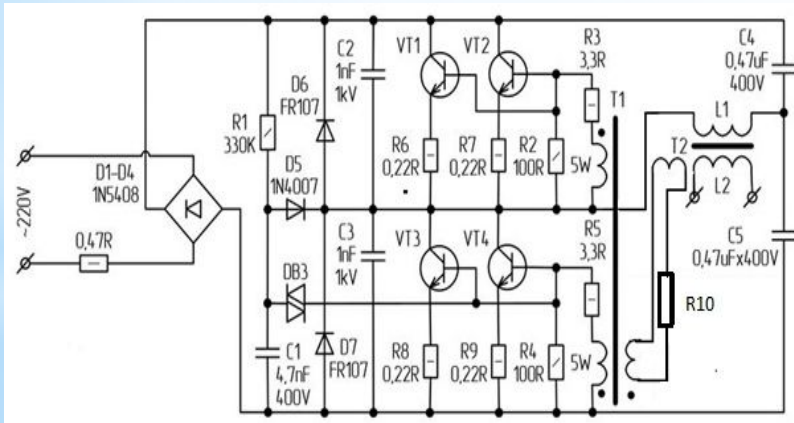 C4
0,47uF
400V
R3
3,3R
VT1
VT2
C2
1nF
1kV
D6
FR107
T1
R1
330K
L1
D1-D4
1N5408
R6
0,22R
R7
0,22R
R2
100R
5W
T2
D5
1N4007
L2
~220V
0,47R
C3
1nF
1kV
VT3
VT4
R5
3,3R
C5
0,47uFx400V
DB3
R10
C1
4,7nF
400V
D7
FR107
R8
0,22R
R9
0,22R
R4
100R
5W